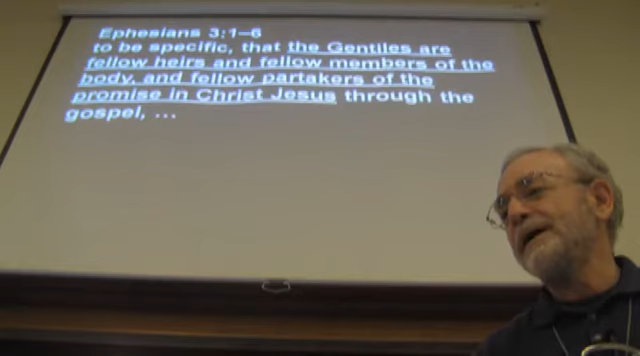 Ephesians 3:1–6
to be specific, that the Gentiles are
fellow heirs and fellow members of the
body, and fellow partakers of the
promise in Christ Jesus through the
gospel, ...